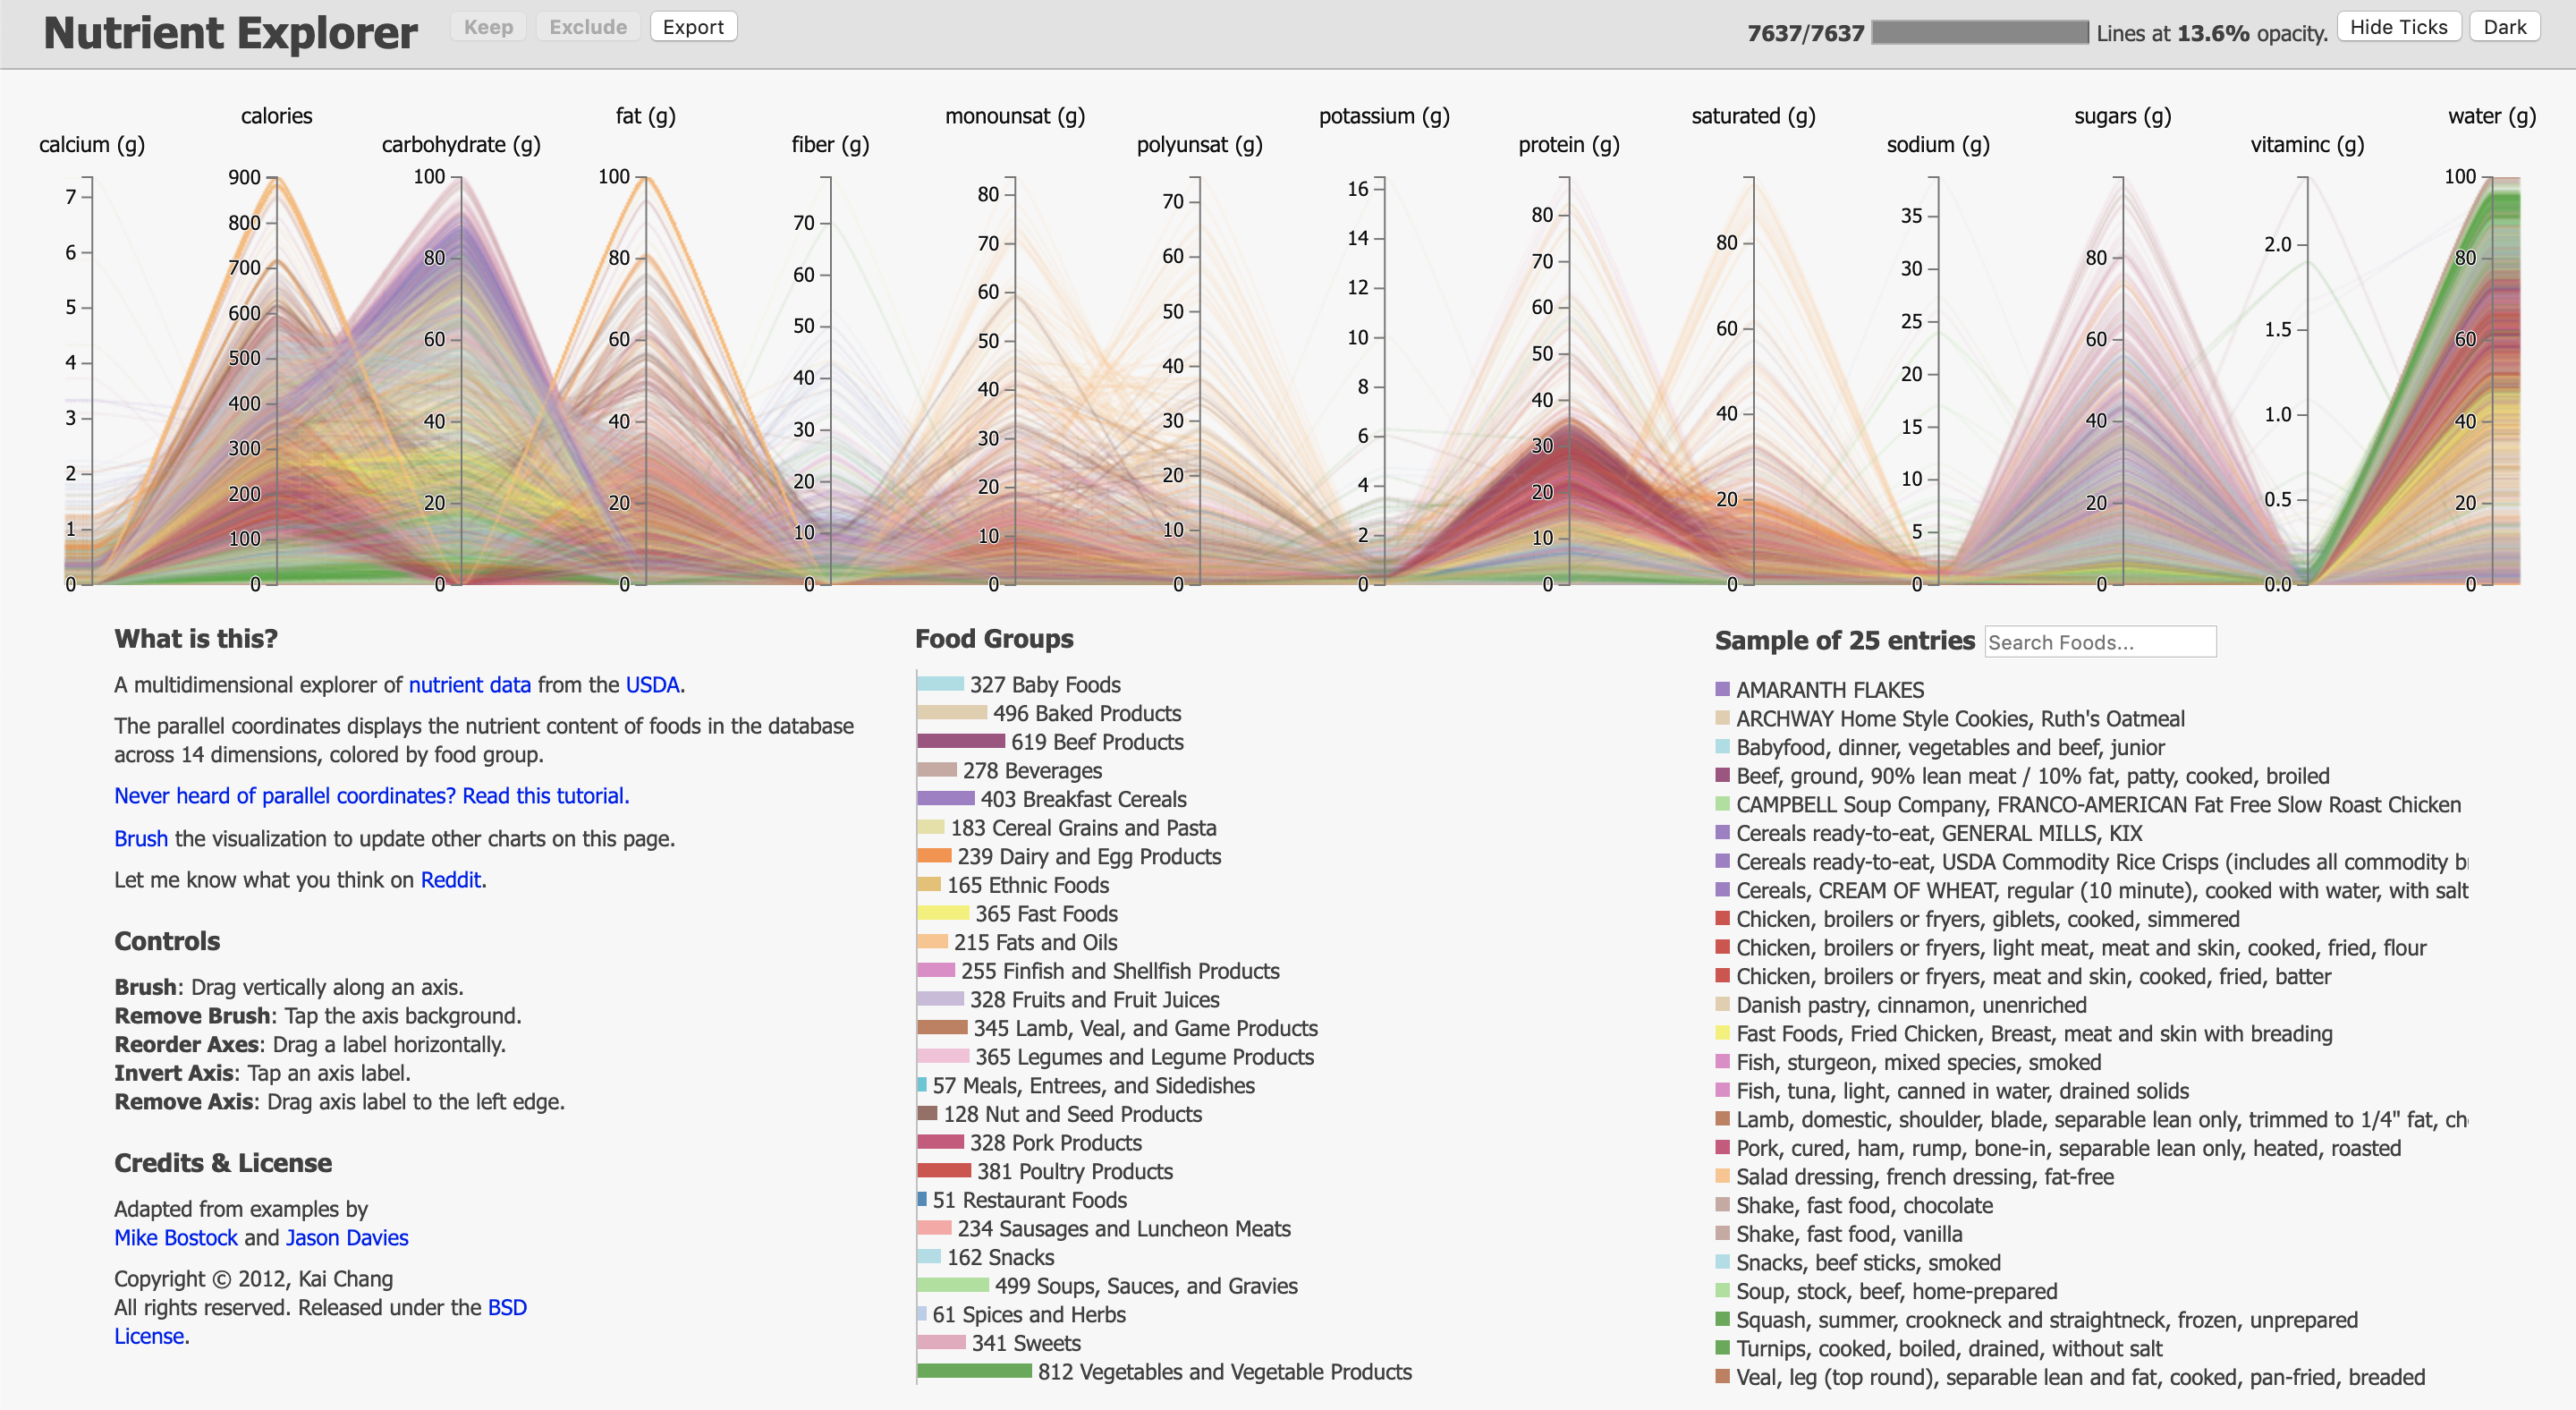 Nutrient Explorer
Keep
Exclude
Export
7637/7637
Lines at 13.6% opacity.
Hide Ticks
Dark
calories
fat (g)
monounsat (g)
potassium (g)
saturated (g)
sugars (g)
water (g)
calcium (g)
carbohydrate (g)
fiber (g)
polyunsat (g)
protein (g)
sodium (g)
vitaminc (g)
7
6
5
4
3
2
1
0
900
800
700
600
500
400
300
200
100
0
100
80
60
40
20
0
100
80
60
40
20
0
70
60
50
40
30
20
10
0
80
70
60
50
40
30
20
10
0
70
60
50
40
30
20
10
0
16
14
12
10
8
6
4
2
0
80
70
60
50
40
30
20
10
0
80
60
40
20
0
35
30
25
20
15
10
5
0
80
60
40
20
0
2.0
1.5
1.0
0.5
0.0
100
80
60
40
20
0
What is this?
A multidimensional explorer of nutrient data from the USDA.
The parallel coordinates displays the nutrient content of foods in the database
across 14 dimensions, colored by food group.
Never heard of parallel coordinates? Read this tutorial.
Brush the visualization to update other charts on this page.
Let me know what you think on Reddit.
Controls
Brush: Drag vertically along an axis.
Remove Brush: Tap the axis background.
Reorder Axes: Drag a label horizontally.
Invert Axis: Tap an axis label.
Remove Axis: Drag axis label to the left edge.
Credits & License
Adapted from examples by
Mike Bostock and Jason Davies
Copyright © 2012, Kai Chang
All rights reserved. Released under the BSD
License.
Food Groups
327 Baby Foods
496 Baked Products
619 Beef Products
278 Beverages
403 Breakfast Cereals
183 Cereal Grains and Pasta
239 Dairy and Egg Products
165 Ethnic Foods
365 Fast Foods
215 Fats and Oils
255 Finfish and Shellfish Products
328 Fruits and Fruit Juices
345 Lamb, Veal, and Game Products
365 Legumes and Legume Products
57 Meals, Entrees, and Sidedishes
128 Nut and Seed Products
328 Pork Products
381 Poultry Products
51 Restaurant Foods
234 Sausages and Luncheon Meats
162 Snacks
499 Soups, Sauces, and Gravies
61 Spices and Herbs
341 Sweets
812 Vegetables and Vegetable Products
Sample of 25 entries
Search Foods...
AMARANTH FLAKES
ARCHWAY Home Style Cookies, Ruth's Oatmeal
Babyfood, dinner, vegetables and beef, junior
Beef, ground, 90% lean meat / 10% fat, patty, cooked, broiled
CAMPBELL Soup Company, FRANCO-AMERICAN Fat Free Slow Roast Chicken
Cereals ready-to-eat, GENERAL MILLS, KIX
Cereals ready-to-eat, USDA Commodity Rice Crisps (includes all commodity
Cereals, CREAM OF WHEAT, regular (10 minute), cooked with water, with salt
Chicken, broilers or fryers, giblets, cooked, simmered
Chicken, broilers or fryers, light meat, meat and skin, cooked, fried, flour
Chicken, broilers or fryers, meat and skin, cooked, fried, batter
Danish pastry, cinnamon, unenriched
Fast Foods, Fried Chicken, Breast, meat and skin with breading
Fish, sturgeon, mixed species, smoked
Fish, tuna, light, canned in water, drained solids
Lamb, domestic, shoulder, blade, separable lean only, trimmed to 1/4" fat,
Pork, cured, ham, rump, bone-in, separable lean only, heated, roasted
Salad dressing, french dressing, fat-free
Shake, fast food, chocolate
Shake, fast food, vanilla
Snacks, beef sticks, smoked
Soup, stock, beef, home-prepared
Squash, summer, crookneck and straightneck, frozen, unprepared
Turnips, cooked, boiled, drained, without salt
Veal, leg (top round), separable lean and fat, cooked, pan-fried, breaded